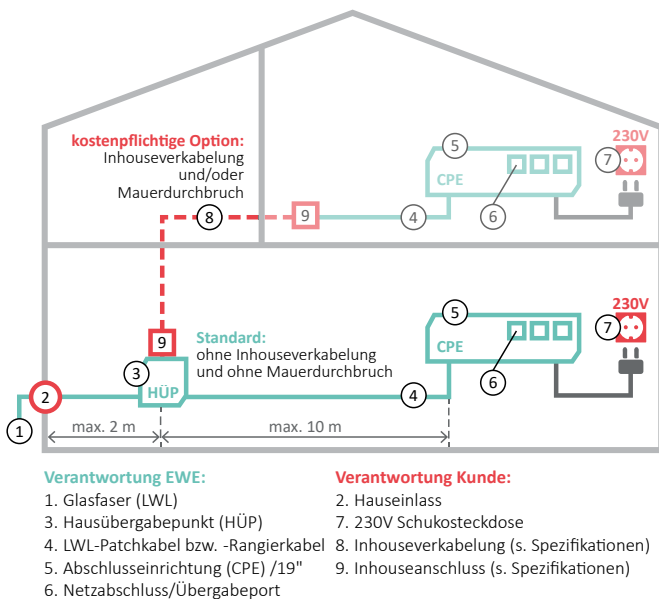 kostenpflichtige Option:
Inhouseverkabelung
und/oder
Mauerdurchbruch
8
9
4
5
CPE
6
230V
7
Standard:
ohne Inhouseverkabelung
und ohne Mauerdurchbruch
9
3
HÜP
2
1
4
5
CPE
6
230V
7
max. 2 m
max. 10 m
Verantwortung EWE:
1. Glasfaser (LWL)
3. Hausübergabepunkt (HÜP)
4. LWL-Patchkabel bzw. -Rangierkabel
5. Abschlusseinrichtung (CPE) /19"
6. Netzabschluss/Übergabeport
Verantwortung Kunde:
2. Hauseinlass
7. 230V Schukosteckdose
8. Inhouseverkabelung (s. Spezifikationen)
9. Inhouseanschluss (s. Spezifikationen)